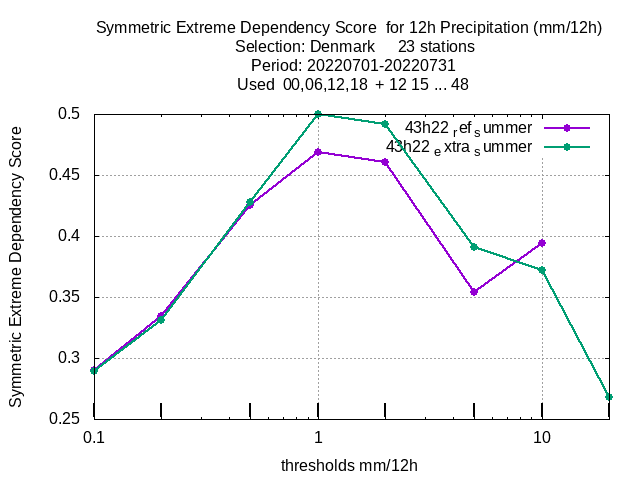 Symmetric Extreme Dependency Score for 12h Precipitation (mm/12h)
Selection: Denmark 23 stations
Period: 20220701-20220731
Used 00,06,12,18 + 12 15 ... 48
43h22 ref summer
43h22 extra summer
Symmetric Extreme Dependency Score
0.5
0.45
0.4
0.35
0.3
0.25
0.1
1
10
thresholds mm/12h